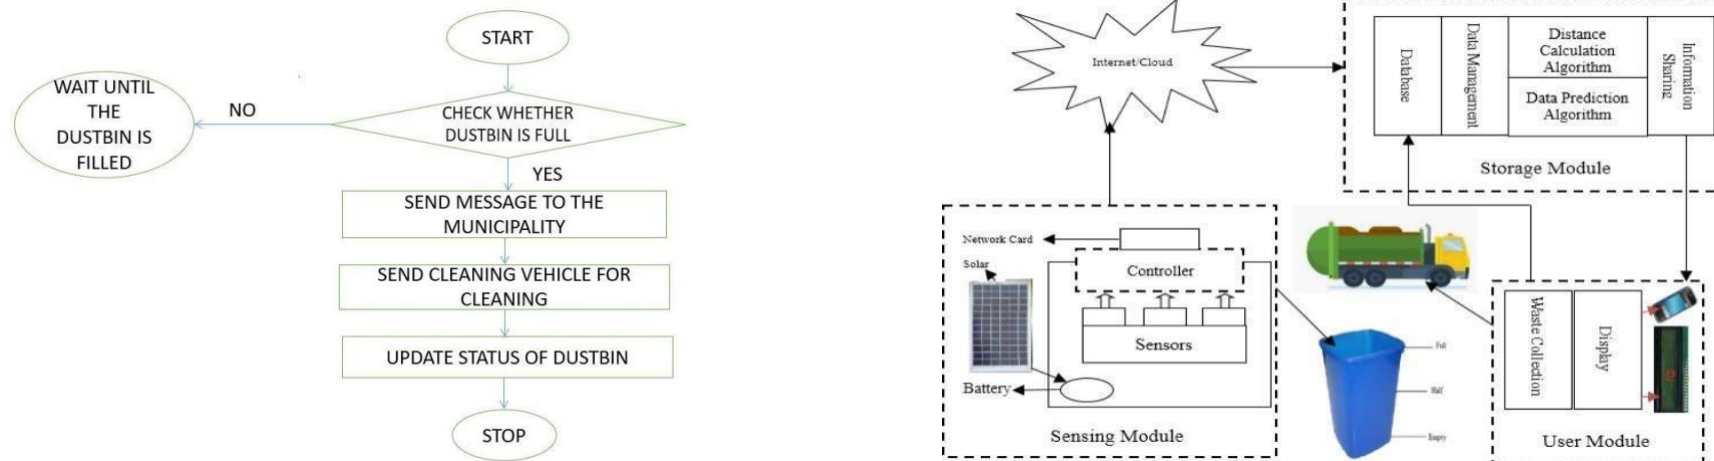 START
WAIT UNTIL
THE
DUSTBIN IS
FILLED
NO
CHECK WHETHER
DUSTBIN IS FULL
YES
SEND MESSAGE TO THE
MUNICIPALITY
SEND CLEANING VEHICLE FOR
CLEANING
UPDATE STATUS OF DUSTBIN
STOP
Internet/Cloud
Database
Data Management
Distance
Calculation
Algorithm
Data Prediction
Algorithm
Information
Sharing
Storage Module
Network Card
Solar
Controller
Sensors
Battery
Sensing Module
Full
Half
Empty
Waste Collection
Display
User Module